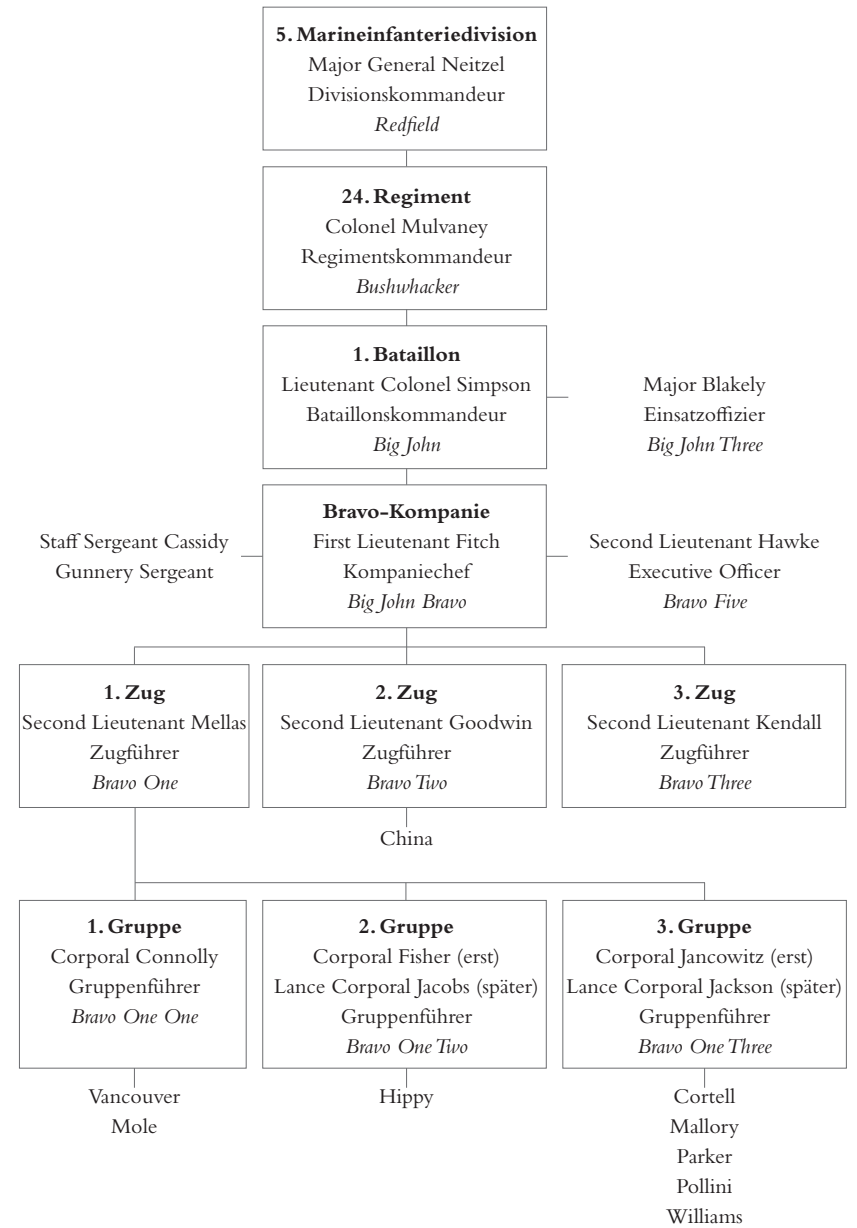 5. Marineinfanteriedivision
Major General Neitzel
Divisionskommandeur
Redfield
24. Regiment
Colonel Mulvaney
Regimentskommandeur
Bushwhacker
1. Bataillon
Lieutenant Colonel Simpson
Bataillonskommandeur
Big John
Major Blakely
Einsatzoffizier
Big John Three
Staff Sergeant Cassidy
Gunnery Sergeant
Bravo-Kompanie
First Lieutenant Fitch
Kompaniechef
Big John Bravo
Second Lieutenant Hawke
Executive Officer
Bravo Five
1. Zug
Second Lieutenant Mellas
Zugführer
Bravo One
2. Zug
Second Lieutenant Goodwin
Zugführer
Bravo Two
China
3. Zug
Second Lieutenant Kendall
Zugführer
Bravo Three
1. Gruppe
Corporal Connolly
Gruppenführer
Bravo One One
Vancouver
Mole
2. Gruppe
Corporal Fisher (erst)
Lance Corporal Jacobs (später)
Gruppenführer
Bravo One Two
Hippy
3. Gruppe
Corporal Jancowitz (erst)
Lance Corporal Jackson (später)
Gruppenführer
Bravo One Three
Cortell
Mallory
Parker
Pollini
Williams